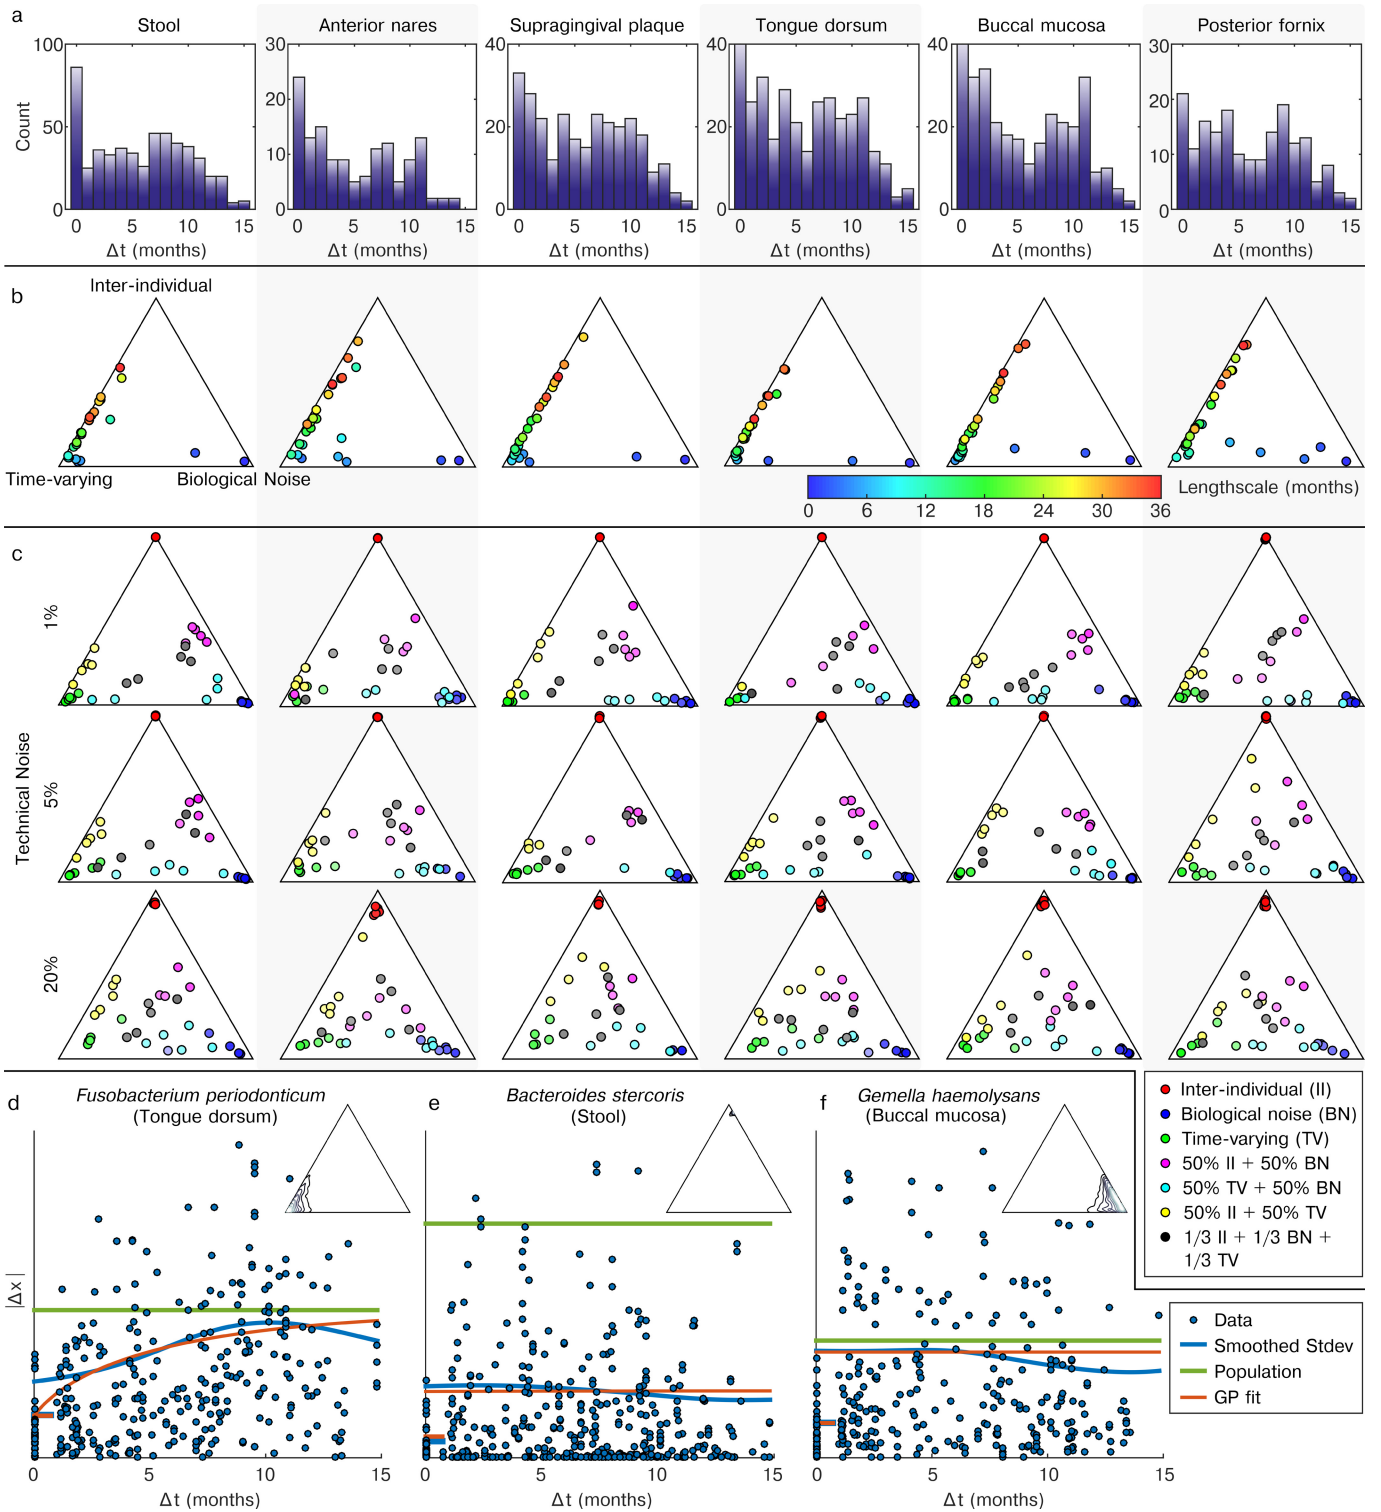 a
Stool
Anterior nares
Supragingival plaque
Tongue dorsum
Buccal mucosa
Posterior fornix
Count
100
50
0
30
20
10
0
40
20
0
40
20
0
40
20
0
30
20
10
0
0 5 10 15
0 5 10 15
0 5 10 15
0 5 10 15
0 5 10 15
0 5 10 15
Δt (months)
Δt (months)
Δt (months)
Δt (months)
Δt (months)
Δt (months)
b
Inter-individual
Time-varying
Biological Noise
Lengthscale (months)
0 6 12 18 24 30 36
c
Technical Noise
1%
5%
20%
d
Fusobacterium periodonticum
(Tongue dorsum)
e
Bacteroides stercoris
(Stool)
f
Gemella haemolysans
(Buccal mucosa)
Inter-individual (II)
Biological noise (BN)
Time-varying (TV)
50% II + 50% BN
50% TV + 50% BN
50% II + 50% TV
1/3 II + 1/3 BN +
1/3 TV
|Δx|
Data
Smoothed Stdev
Population
GP fit
0 5 10 15
0 5 10 15
0 5 10 15
Δt (months)
Δt (months)
Δt (months)